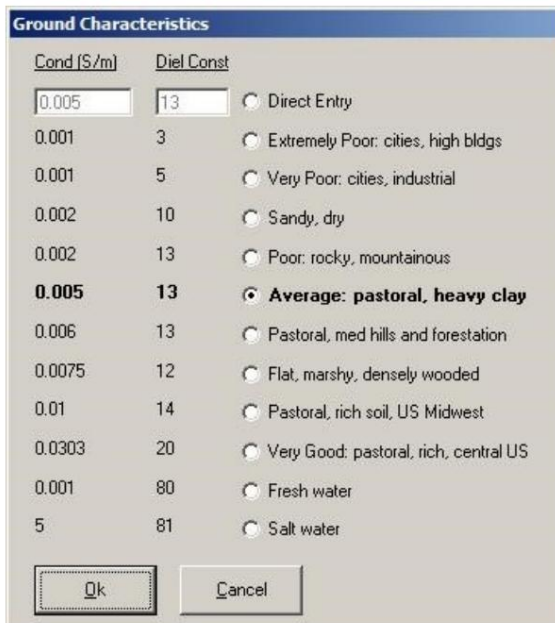 Ground Characteristics
Cond (S/m) Diel Const
0.005 13 Direct Entry
0.001 3 Extremely Poor: cities, high bldgs
0.001 5 Very Poor: cities, industrial
0.002 10 Sandy, dry
0.002 13 Poor: rocky, mountainous
0.005 13 Average: pastoral, heavy clay
0.006 13 Pastoral, med hills and forestation
0.0075 12 Flat, marshy, densely wooded
0.01 14 Pastoral, rich soil, US Midwest
0.0303 20 Very Good: pastoral, rich, central US
0.001 80 Fresh water
5 81 Salt water
Ok Cancel